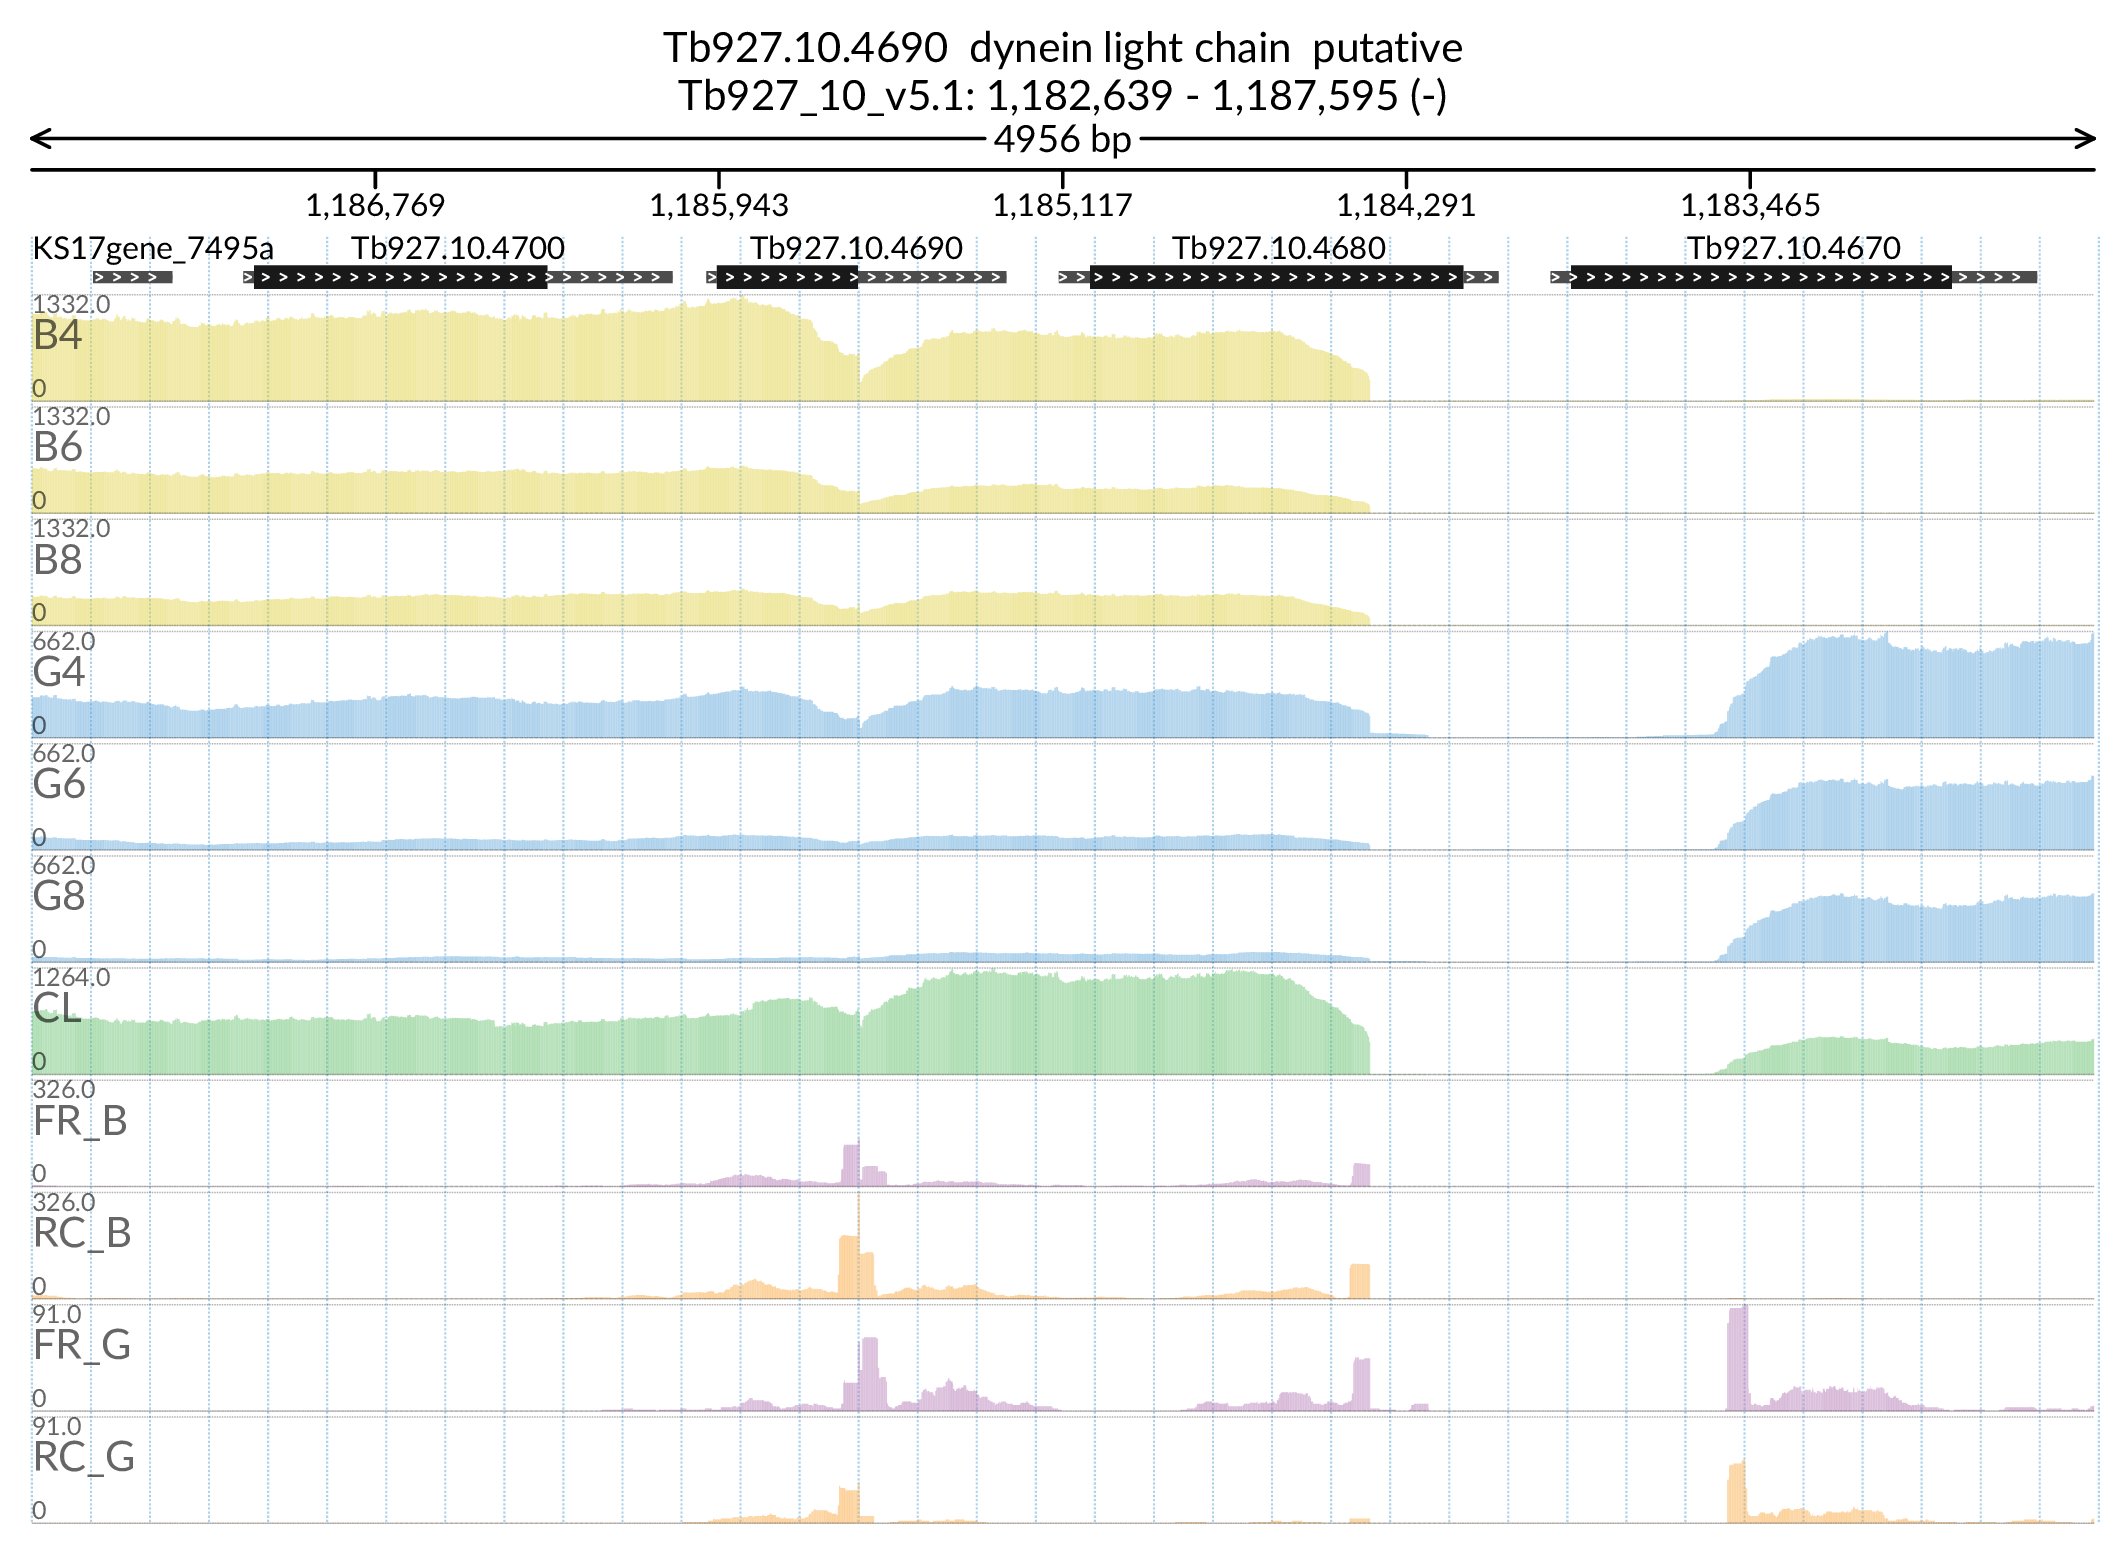 Tb927.10.4690  dynein light chain  putative
Tb927_10_v5.1: 1,182,639 - 1,187,595 (-)
4956 bp
1,186,769 1,185,943 1,185,117 1,184,291 1,183,465
KS17gene_7495a Tb927.10.4700 Tb927.10.4690 Tb927.10.4680 Tb927.10.4670
1332.0
B4
0
1332.0
B6
0
1332.0
B8
0
662.0
G4
0
662.0
G6
0
662.0
G8
0
1264.0
CL
0
326.0
FR_B
0
326.0
RC_B
0
91.0
FR_G
0
91.0
RC_G
0